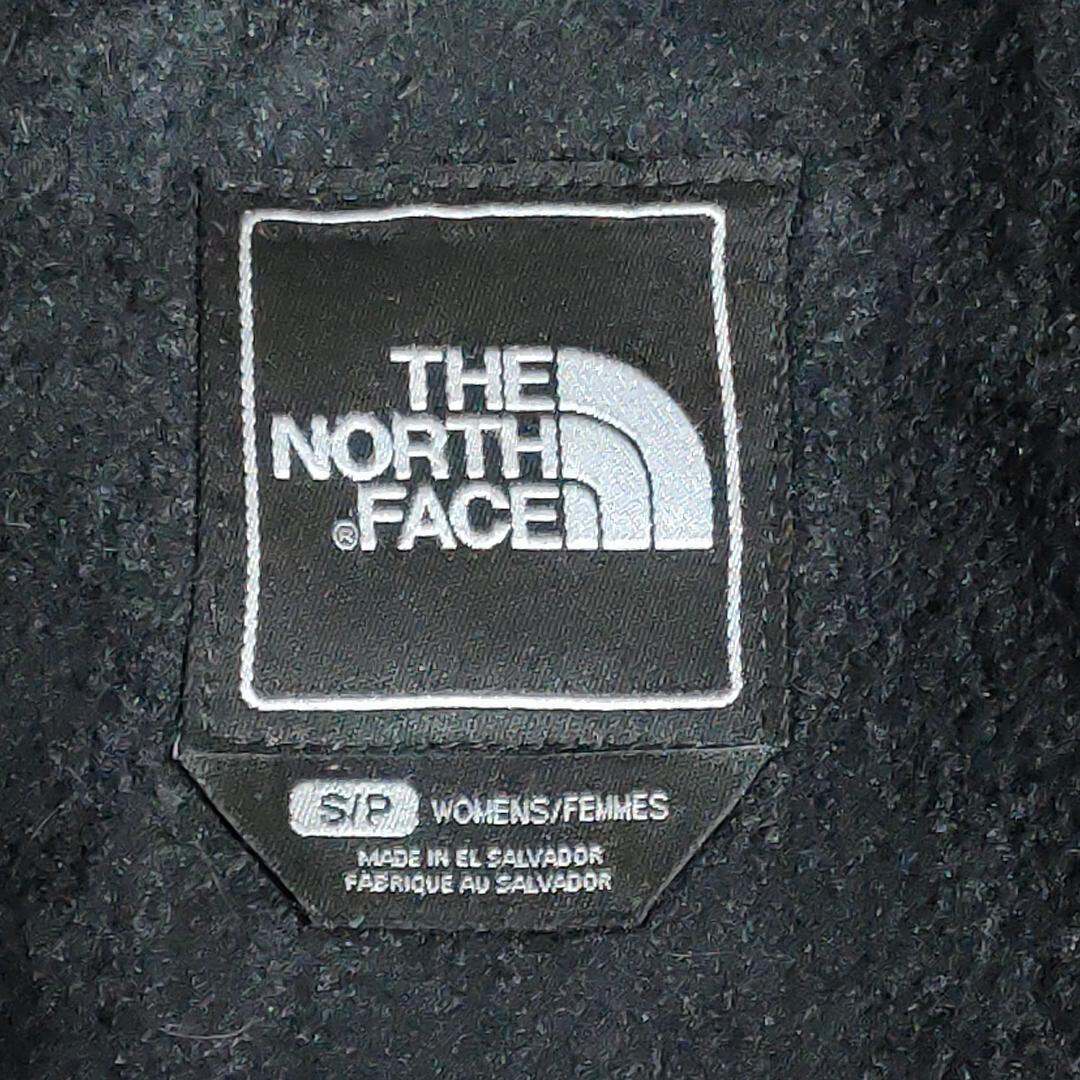 THE
NORTH
®FACE
S/P WOMENS/FEMMES
MADE IN EL SALVADOR
FABRIQUE AU SALVADOR